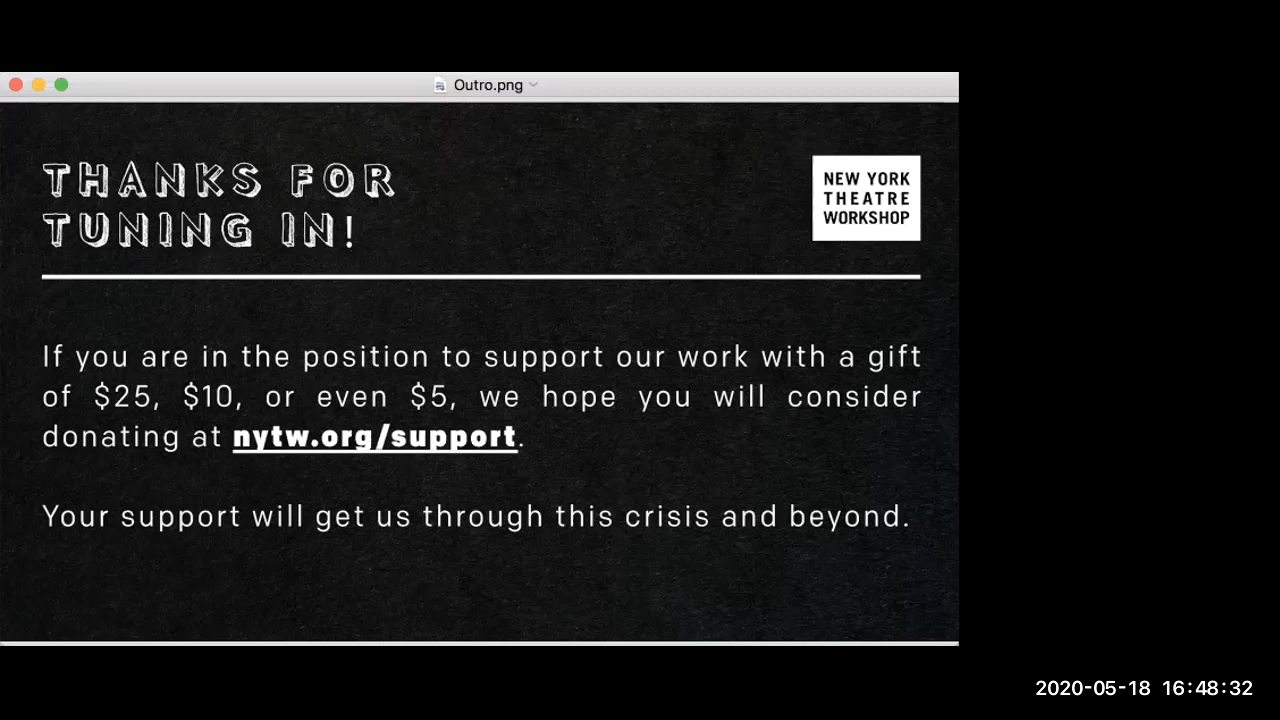 Outro.png
THANKS FOR
TUNING IN!
NEW YORK
THEATRE
WORKSHOP
If you are in the position to support our work with a gift
of $25, $10, or even $5, we hope you will consider
donating at nytw.org/support.
Your support will get us through this crisis and beyond.
2020-05-18 16:48:32